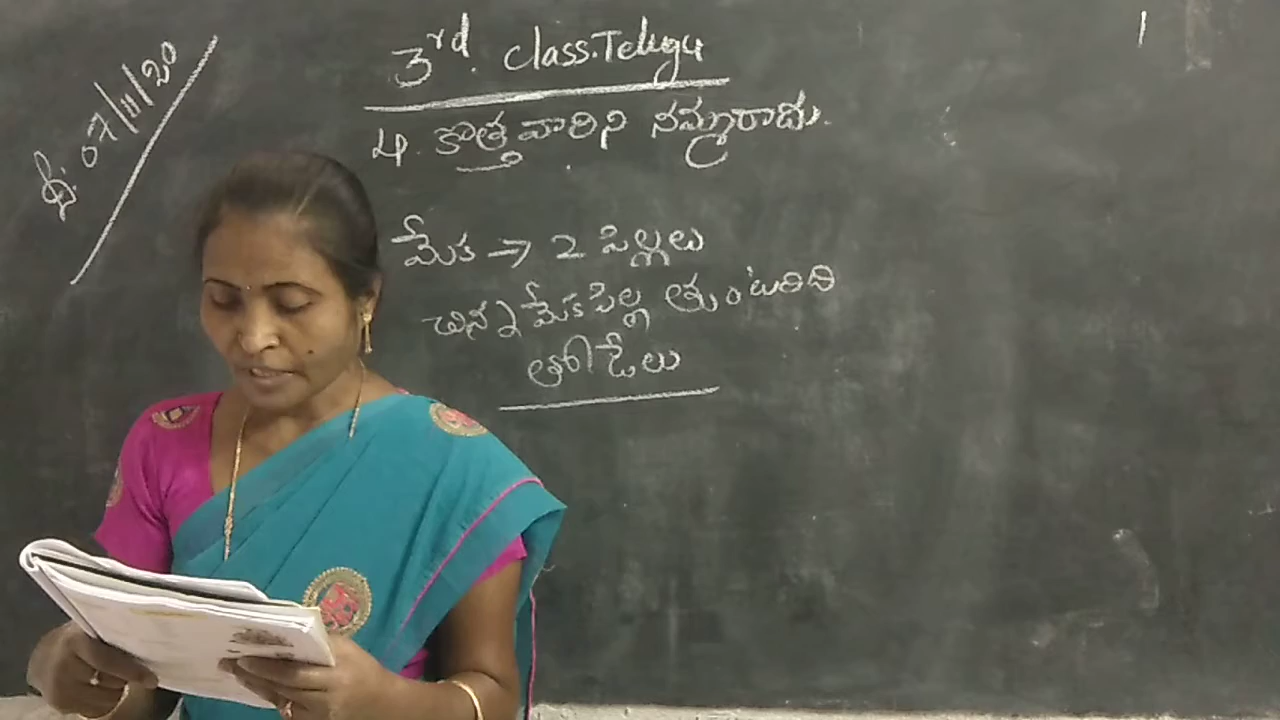 ది: 07/11/20
3rd class.Telugu
4. కొత్తవారిని నమ్మరాదు.
మేక → 2 పిల్లలు
చిన్న మేకపిల్ల తుంటరిది
తోడేలు